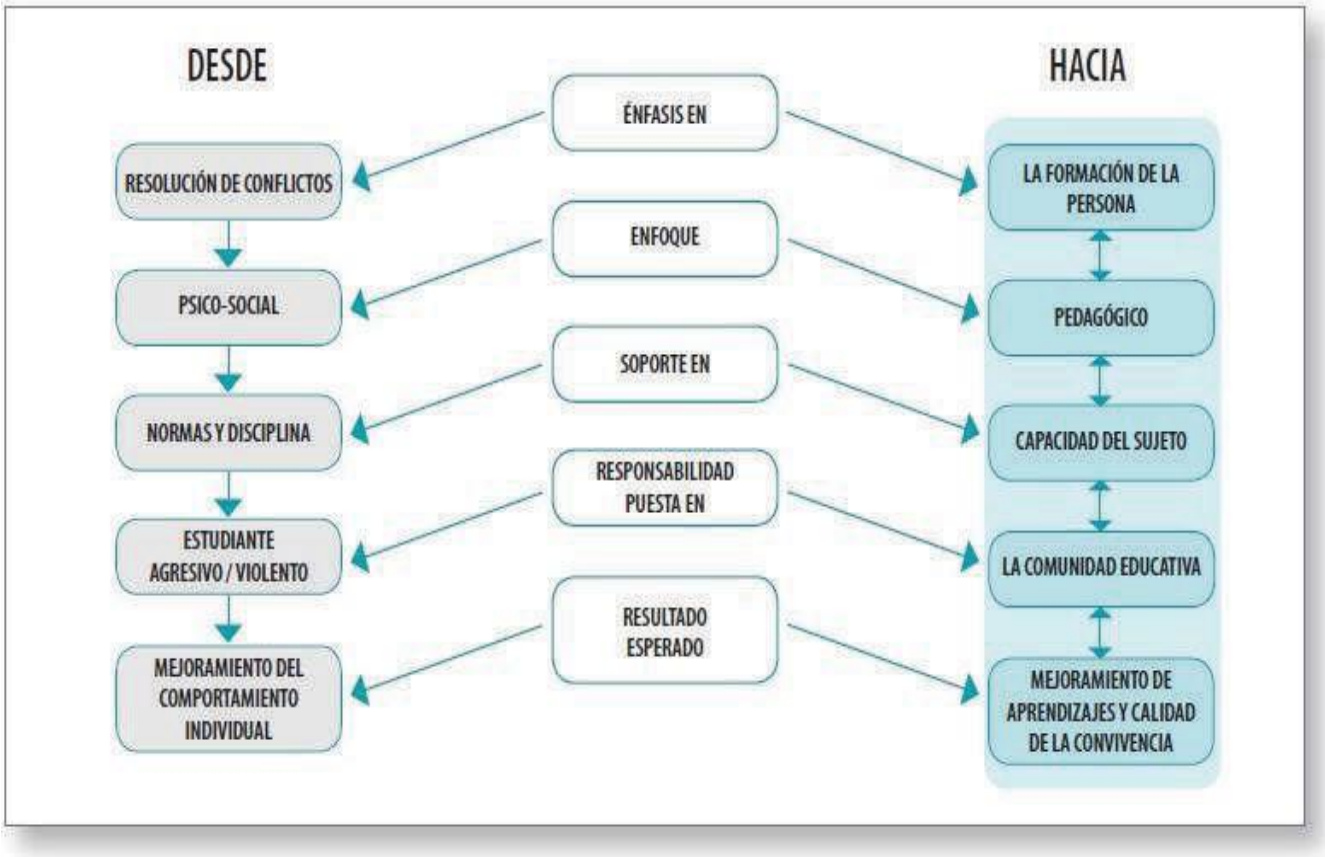 DESDE
HACIA
ÉNFASIS EN
RESOLUCIÓN DE CONFLICTOS
LA FORMACIÓN DE LA
PERSONA
ENFOQUE
PSICO-SOCIAL
PEDAGÓGICO
SOPORTE EN
NORMAS Y DISCIPLINA
CAPACIDAD DEL SUJETO
RESPONSABILIDAD
PUESTA EN
ESTUDIANTE
AGRESIVO / VIOLENTO
LA COMUNIDAD EDUCATIVA
RESULTADO
ESPERADO
MEJORAMIENTO DEL
COMPORTAMIENTO
INDIVIDUAL
MEJORAMIENTO DE
APRENDIZAJES Y CALIDAD
DE LA CONVIVENCIA